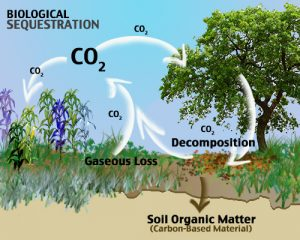 BIOLOGICAL
SEQUESTRATION
CO2
CO2
CO2
CO2
CO2
Decomposition
Gaseous Loss
Soil Organic Matter
(Carbon-Based Material)